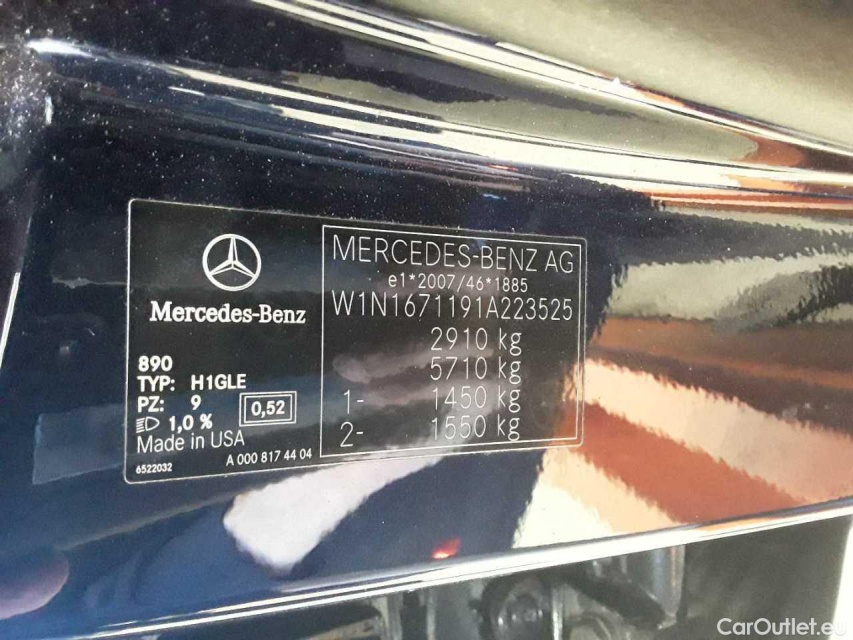 Mercedes-Benz
890
TYP: H1GLE
PZ: 9
0,52
1,0 %
Made in USA
6522032
A 000 817 44 04
MERCEDES-BENZ AG
e1*2007/46*1885
W1N1671191A223525
2910 kg
5710 kg
1- 1450 kg
2- 1550 kg
CarOutlet.eu